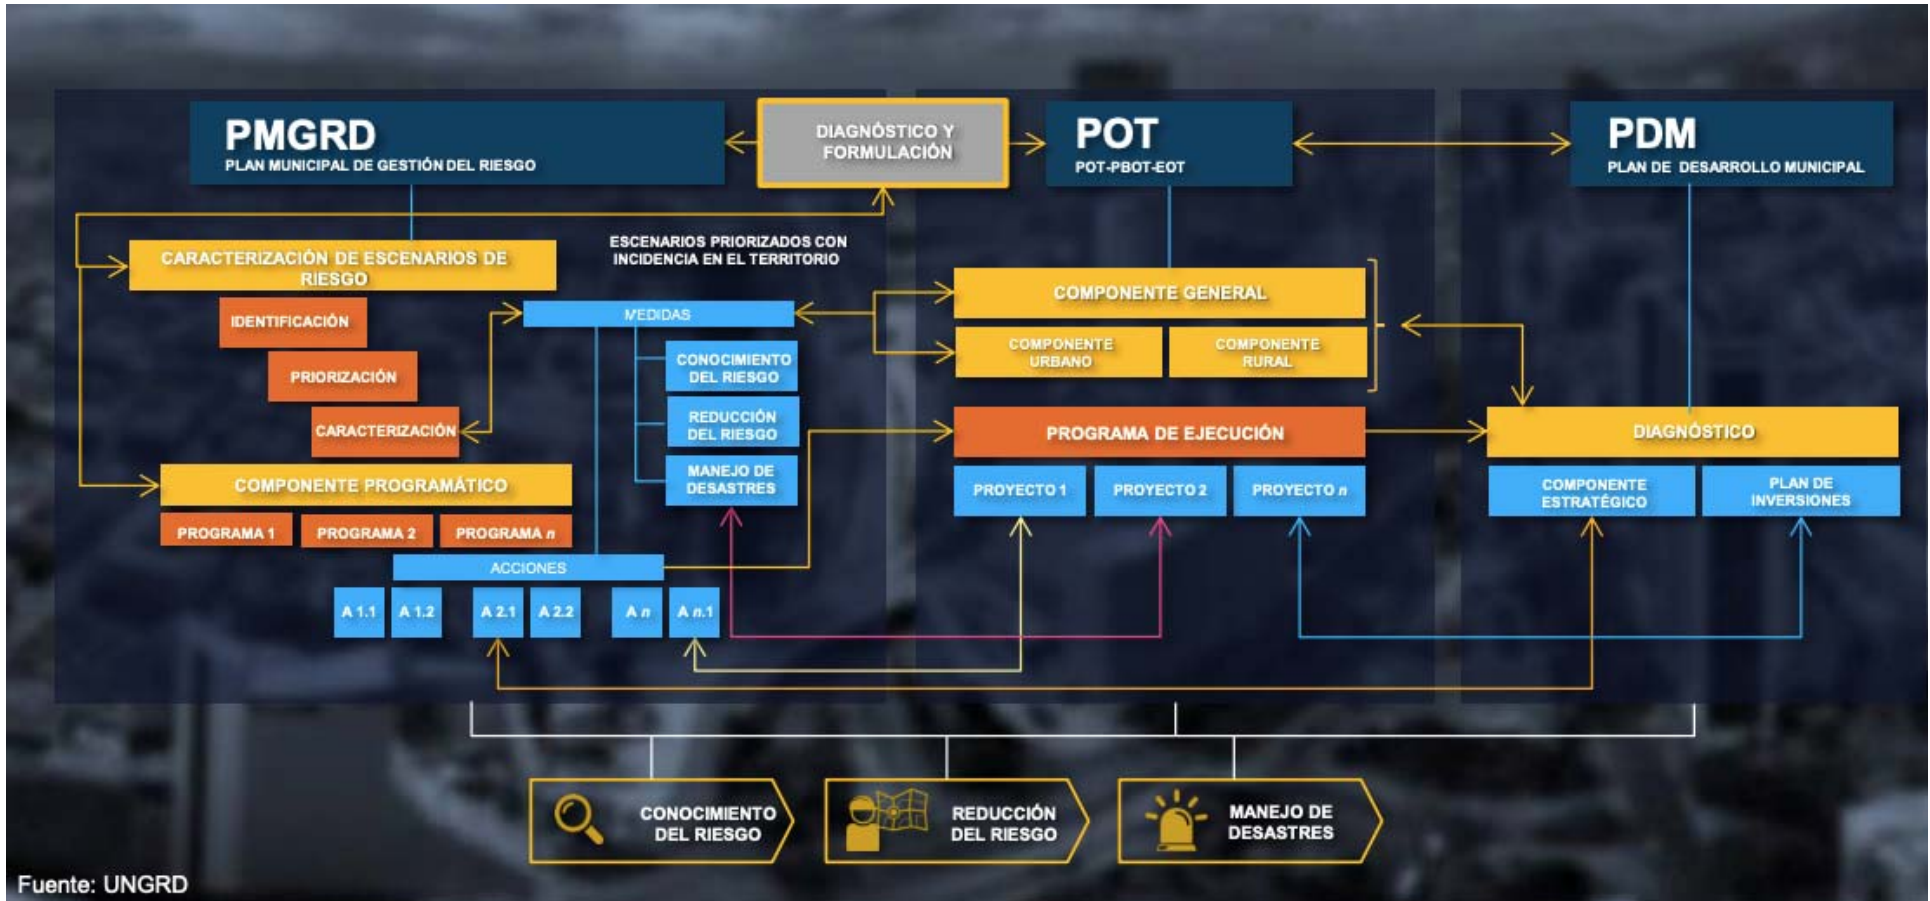 PMGRD
PLAN MUNICIPAL DE GESTIÓN DEL RIESGO
DIAGNÓSTICO Y
FORMULACIÓN
POT
POT-PBOT-EOT
PDM
PLAN DE DESARROLLO MUNICIPAL
CARACTERIZACIÓN DE ESCENARIOS DE
RIESGO
IDENTIFICACIÓN
PRIORIZACIÓN
CARACTERIZACIÓN
ESCENARIOS PRIORIZADOS CON
INCIDENCIA EN EL TERRITORIO
MEDIDAS
CONOCIMIENTO
DEL RIESGO
REDUCCIÓN
DEL RIESGO
MANEJO DE
DESASTRES
COMPONENTE PROGRAMÁTICO
PROGRAMA 1
PROGRAMA 2
PROGRAMA n
ACCIONES
A 1.1
A 1.2
A 2.1
A 2.2
A n
A n.1
COMPONENTE GENERAL
COMPONENTE
URBANO
COMPONENTE
RURAL
PROGRAMA DE EJECUCIÓN
PROYECTO 1
PROYECTO 2
PROYECTO n
DIAGNÓSTICO
COMPONENTE
ESTRATÉGICO
PLAN DE
INVERSIONES
CONOCIMIENTO
DEL RIESGO
REDUCCIÓN
DEL RIESGO
MANEJO DE
DESASTRES
Fuente: UNGRD